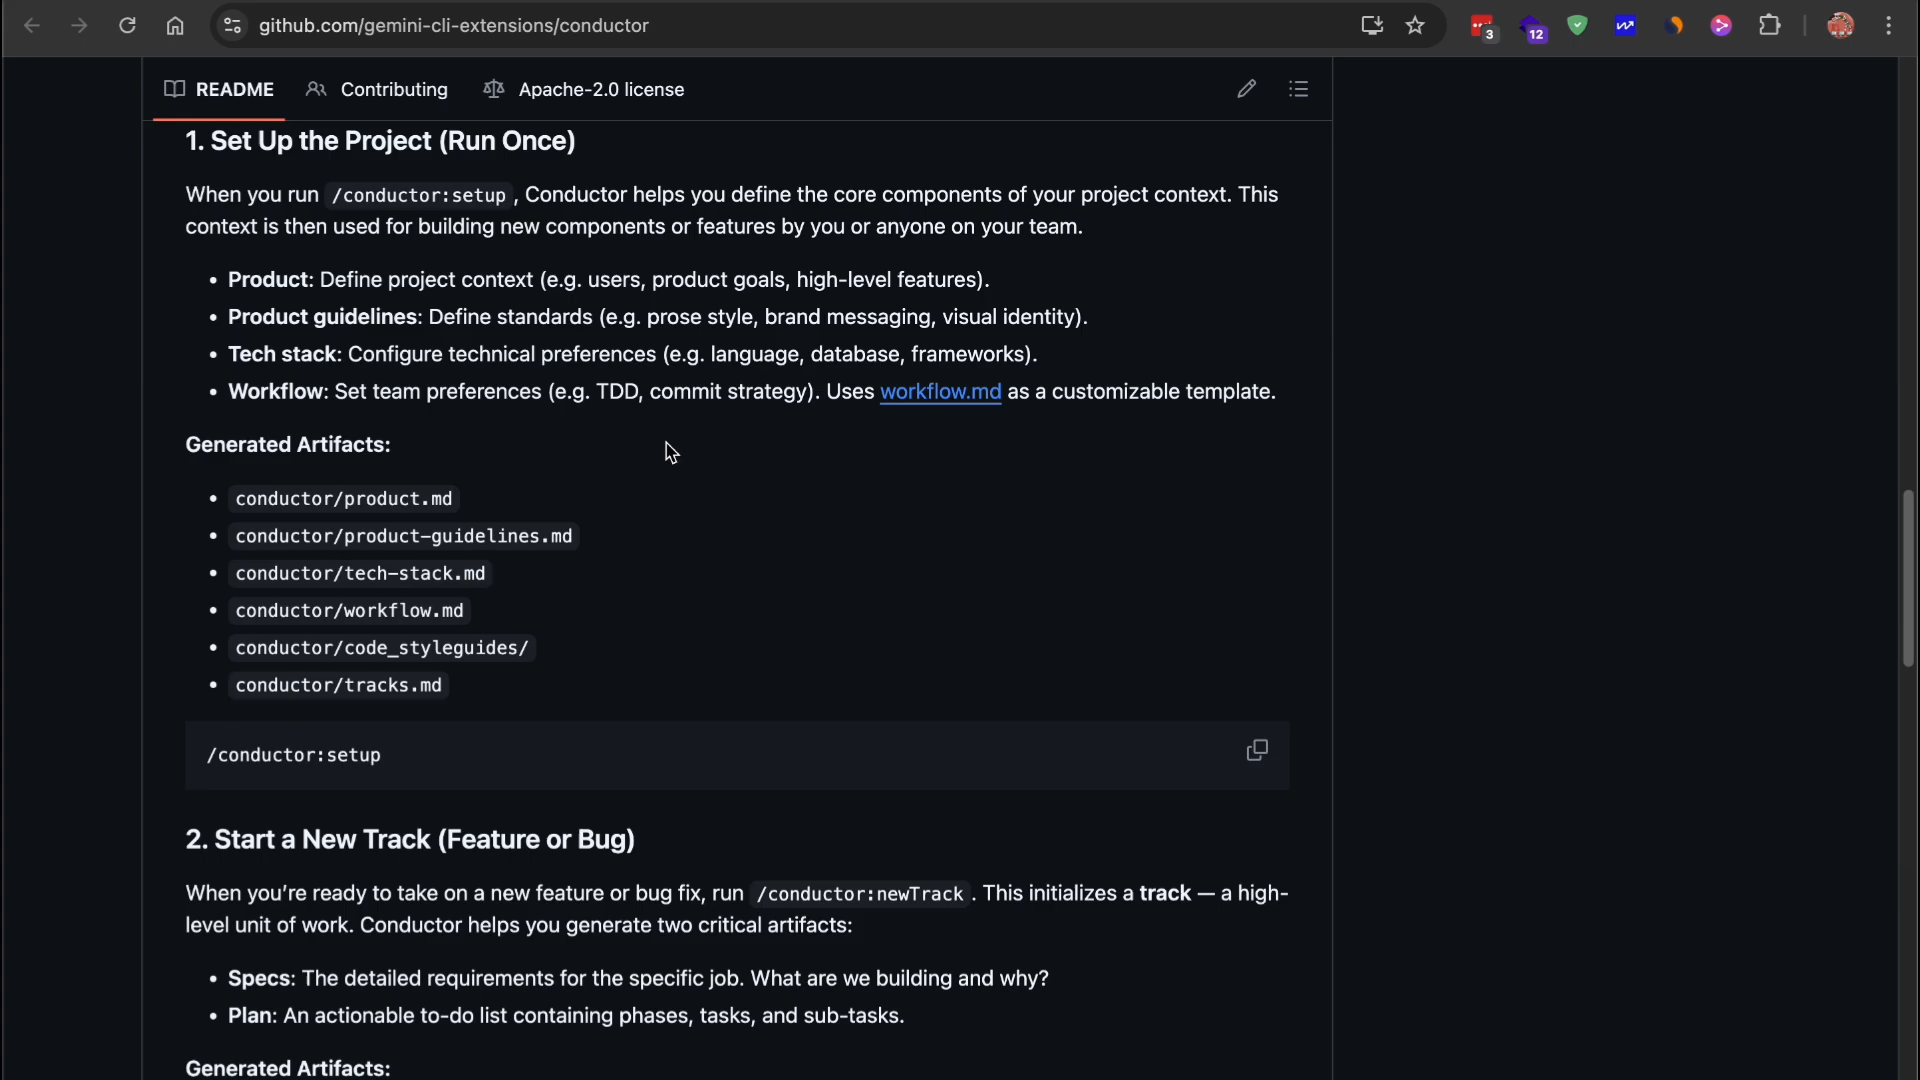 github.com/gemini-cli-extensions/conductor
3
12
README
Contributing
Apache-2.0 license
1. Set Up the Project (Run Once)
When you run /conductor:setup , Conductor helps you define the core components of your project context. This
context is then used for building new components or features by you or anyone on your team.
• Product: Define project context (e.g. users, product goals, high-level features).
• Product guidelines: Define standards (e.g. prose style, brand messaging, visual identity).
• Tech stack: Configure technical preferences (e.g. language, database, frameworks).
• Workflow: Set team preferences (e.g. TDD, commit strategy). Uses workflow.md as a customizable template.
Generated Artifacts:
• conductor/product.md
• conductor/product-guidelines.md
• conductor/tech-stack.md
• conductor/workflow.md
• conductor/code_styleguides/
• conductor/tracks.md
/conductor:setup
2. Start a New Track (Feature or Bug)
When you’re ready to take on a new feature or bug fix, run /conductor:newTrack . This initializes a track — a high-
level unit of work. Conductor helps you generate two critical artifacts:
• Specs: The detailed requirements for the specific job. What are we building and why?
• Plan: An actionable to-do list containing phases, tasks, and sub-tasks.
Generated Artifacts: